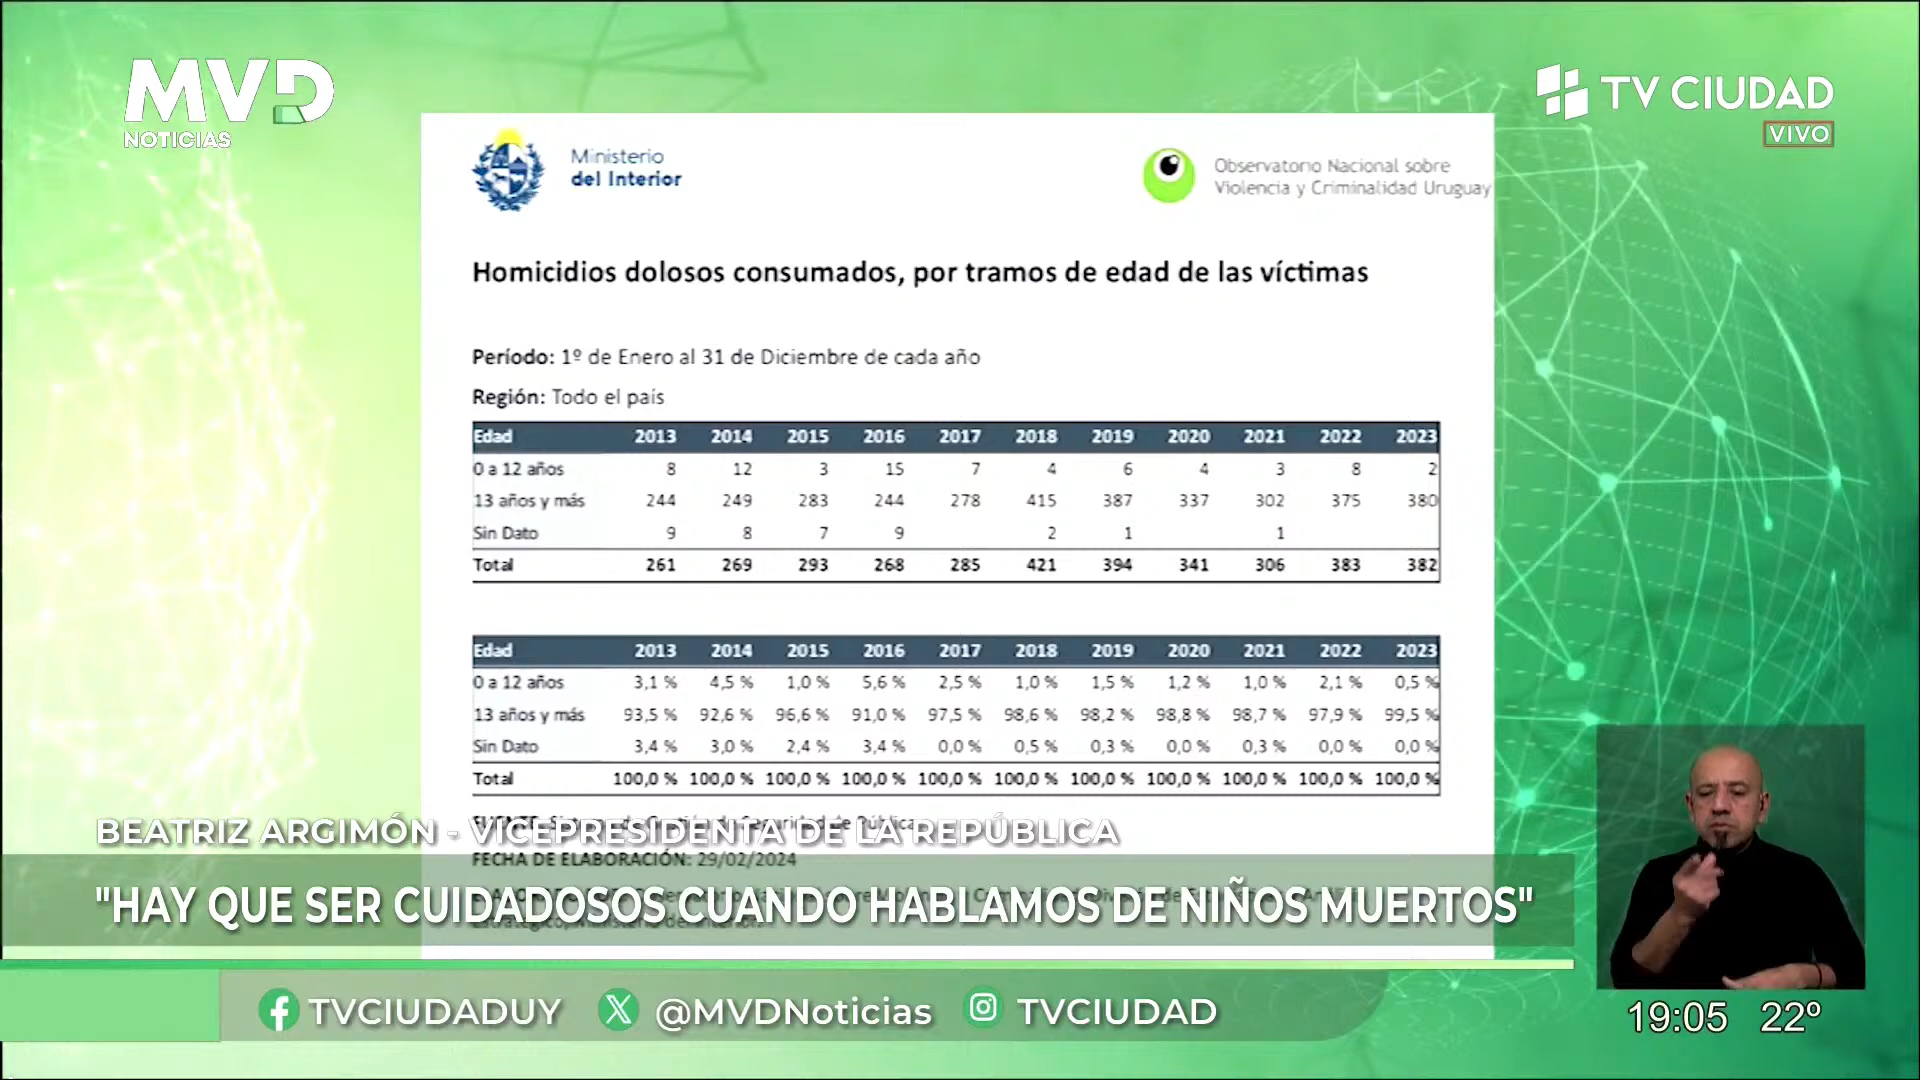 MVD
NOTICIAS
TV CIUDAD
VIVO
Ministerio
del Interior
Observatorio Nacional sobre
Violencia y Criminalidad Uruguay
Homicidios dolosos consumados, por tramos de edad de las víctimas
Período: 1º de Enero al 31 de Diciembre de cada año
Región: Todo el país
Edad 2013 2014 2015 2016 2017 2018 2019 2020 2021 2022 2023
0 a 12 años 8 12 3 15 7 4 6 4 3 8 2
13 años y más 244 249 283 244 278 415 387 337 302 375 380
Sin Dato 9 8 7 9 2 1 1
Total 261 269 293 268 285 421 394 341 306 383 382
Edad 2013 2014 2015 2016 2017 2018 2019 2020 2021 2022 2023
0 a 12 años 3,1 % 4,5 % 1,0 % 5,6 % 2,5 % 1,0 % 1,5 % 1,2 % 1,0 % 2,1 % 0,5 %
13 años y más 93,5 % 92,6 % 96,6 % 91,0 % 97,5 % 98,6 % 98,2 % 98,8 % 98,7 % 97,9 % 99,5 %
Sin Dato 3,4 % 3,0 % 2,4 % 3,4 % 0,0 % 0,5 % 0,3 % 0,0 % 0,3 % 0,0 % 0,0 %
Total 100,0 % 100,0 % 100,0 % 100,0 % 100,0 % 100,0 % 100,0 % 100,0 % 100,0 % 100,0 % 100,0 %
BEATRIZ ARGIMÓN - VICEPRESIDENTA DE LA REPÚBLICA
FECHA DE ELABORACIÓN: 29/02/2024
"HAY QUE SER CUIDADOSOS CUANDO HABLAMOS DE NIÑOS MUERTOS"
TVCIUDADUY @MVDNoticias TVCIUDAD
19:05 22º